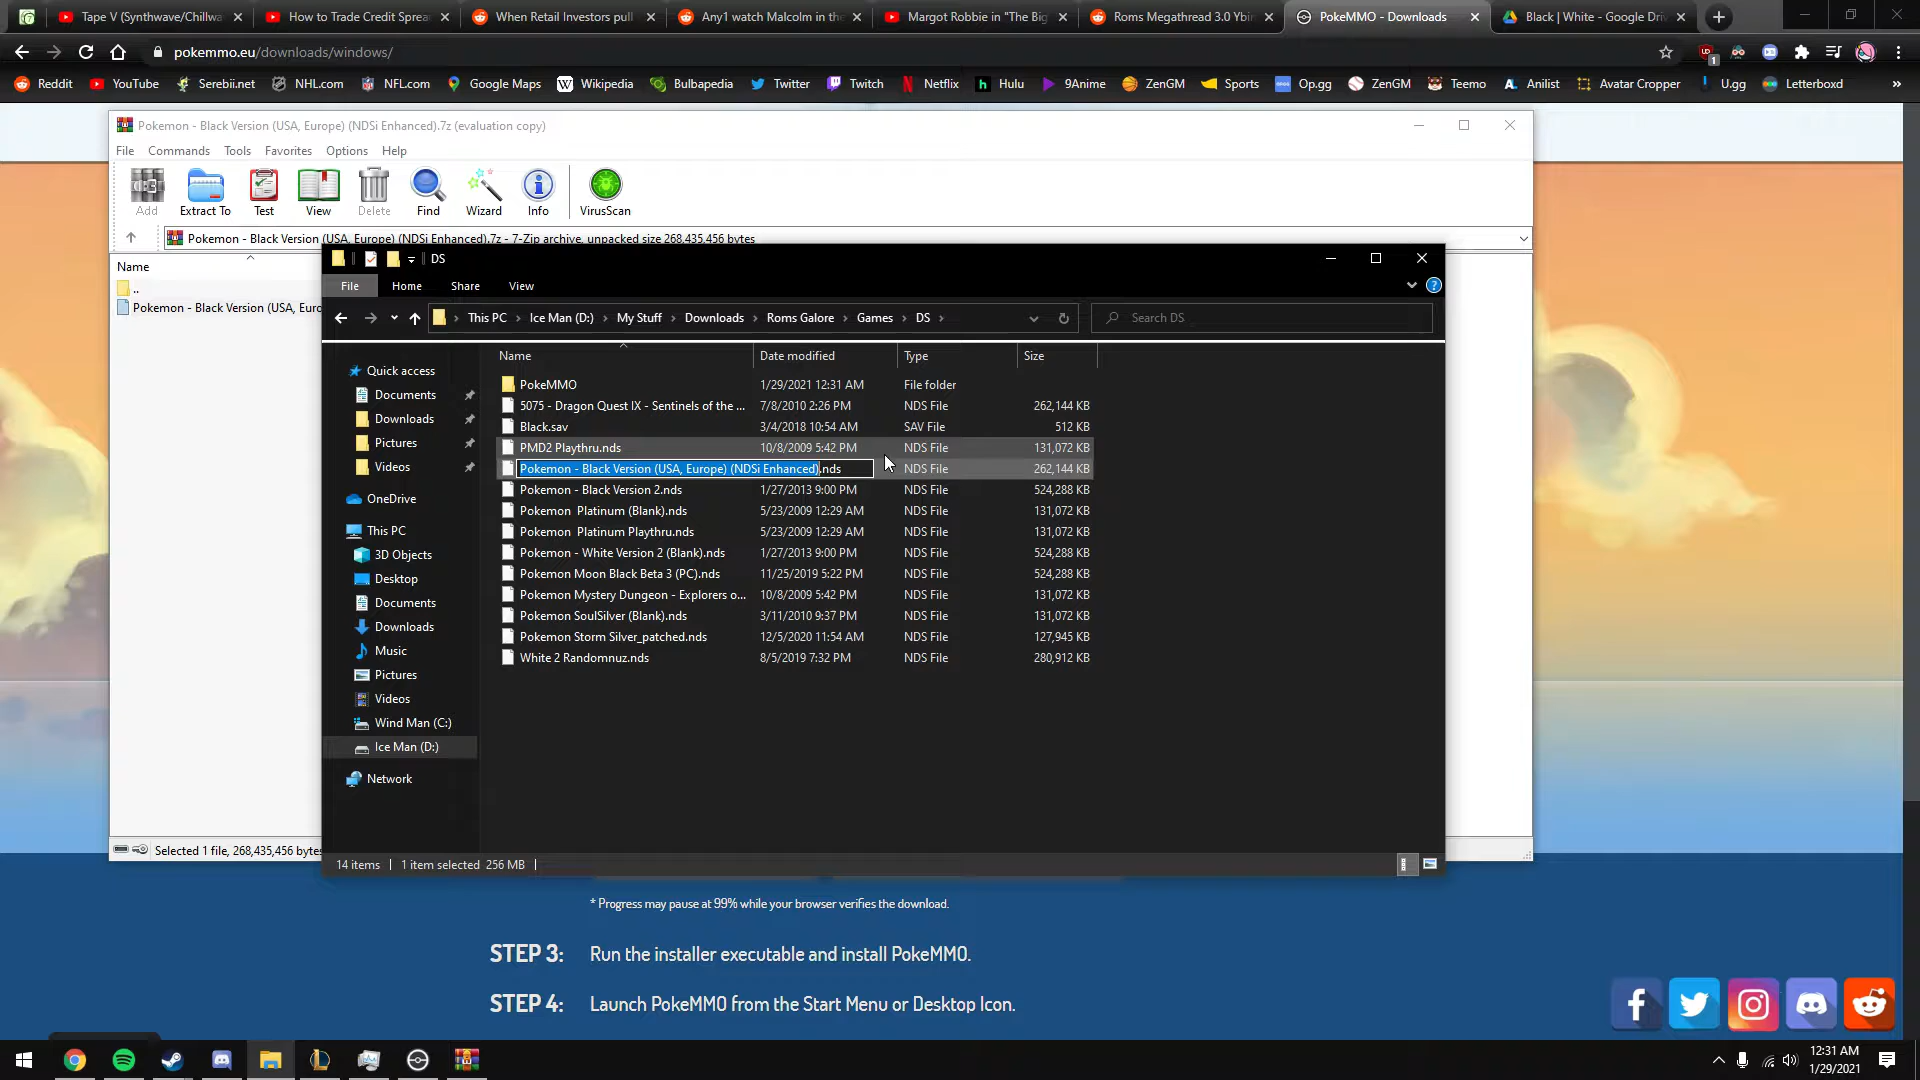 Tape V (Synthwave/Chillwa
How to Trade Credit Sprea
When Retail Investors pull
Any1 watch Malcolm in the
Margot Robbie in "The Big
Roms Megathread 3.0 Ybin
PokeMMO - Downloads
Black | White - Google Driv
pokemmo.eu/downloads/windows/
1
Reddit
YouTube
Serebii.net
NHL.com
NFL.com
Google Maps
Wikipedia
Bulbapedia
Twitter
Twitch
Netflix
Hulu
9Anime
ZenGM
Sports
Op.gg
ZenGM
Teemo
Anilist
Avatar Cropper
U.gg
Letterboxd
»
Pokemon - Black Version (USA, Europe) (NDSi Enhanced).7z (evaluation copy)
File Commands Tools Favorites Options Help
Add Extract To Test View Delete Find Wizard Info VirusScan
Pokemon - Black Version (USA, Europe) (NDSi Enhanced).7z - 7-Zip archive, unpacked size 268,435,456 bytes
Name
..
Pokemon - Black Version (USA, Euro
Selected 1 file, 268,435,456 bytes
DS
File Home Share View
This PC › Ice Man (D:) › My Stuff › Downloads › Roms Galore › Games › DS ›
Search DS
Quick access
Documents
Downloads
Pictures
Videos
OneDrive
This PC
3D Objects
Desktop
Documents
Downloads
Music
Pictures
Videos
Wind Man (C:)
Ice Man (D:)
Network
Name Date modified Type Size
PokeMMO 1/29/2021 12:31 AM File folder
5075 - Dragon Quest IX - Sentinels of the ... 7/8/2010 2:26 PM NDS File 262,144 KB
Black.sav 3/4/2018 10:54 AM SAV File 512 KB
PMD2 Playthru.nds 10/8/2009 5:42 PM NDS File 131,072 KB
Pokemon - Black Version (USA, Europe) (NDSi Enhanced).nds NDS File 262,144 KB
Pokemon - Black Version 2.nds 1/27/2013 9:00 PM NDS File 524,288 KB
Pokemon Platinum (Blank).nds 5/23/2009 12:29 AM NDS File 131,072 KB
Pokemon Platinum Playthru.nds 5/23/2009 12:29 AM NDS File 131,072 KB
Pokemon - White Version 2 (Blank).nds 1/27/2013 9:00 PM NDS File 524,288 KB
Pokemon Moon Black Beta 3 (PC).nds 11/25/2019 5:22 PM NDS File 524,288 KB
Pokemon Mystery Dungeon - Explorers o... 10/8/2009 5:42 PM NDS File 131,072 KB
Pokemon SoulSilver (Blank).nds 3/11/2010 9:37 PM NDS File 131,072 KB
Pokemon Storm Silver_patched.nds 12/5/2020 11:54 AM NDS File 127,945 KB
White 2 Randomnuz.nds 8/5/2019 7:32 PM NDS File 280,912 KB
14 items 1 item selected 256 MB
* Progress may pause at 99% while your browser verifies the download.
STEP 3: Run the installer executable and install PokeMMO.
STEP 4: Launch PokeMMO from the Start Menu or Desktop Icon.
12:31 AM
1/29/2021